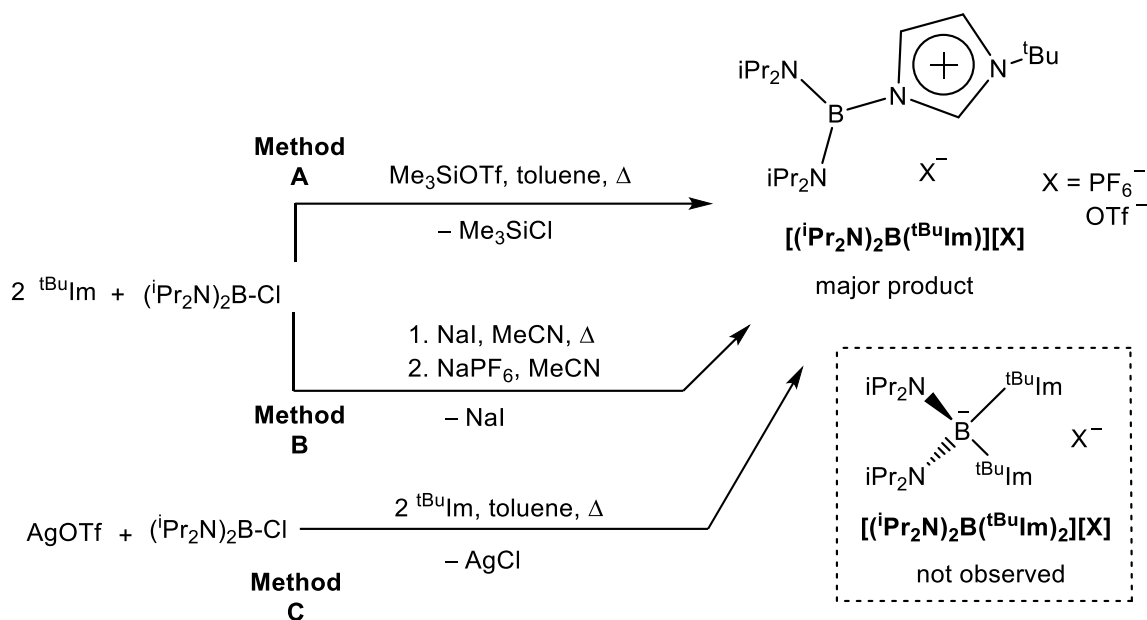 tBu
N
+
iPr2N
B
N
iPr2N
X–
X = PF6–
OTf–
[(iPr2N)2B(tBuIm)][X]
major product
Method
A
Me3SiOTf, toluene, Δ
– Me3SiCl
2 tBuIm + (iPr2N)2B-Cl
1. NaI, MeCN, Δ
2. NaPF6, MeCN
– NaI
Method
B
iPr2N
tBuIm
B–
X–
iPr2N
tBuIm
[(iPr2N)2B(tBuIm)2][X]
not observed
AgOTf + (iPr2N)2B-Cl
2 tBuIm, toluene, Δ
– AgCl
Method
C